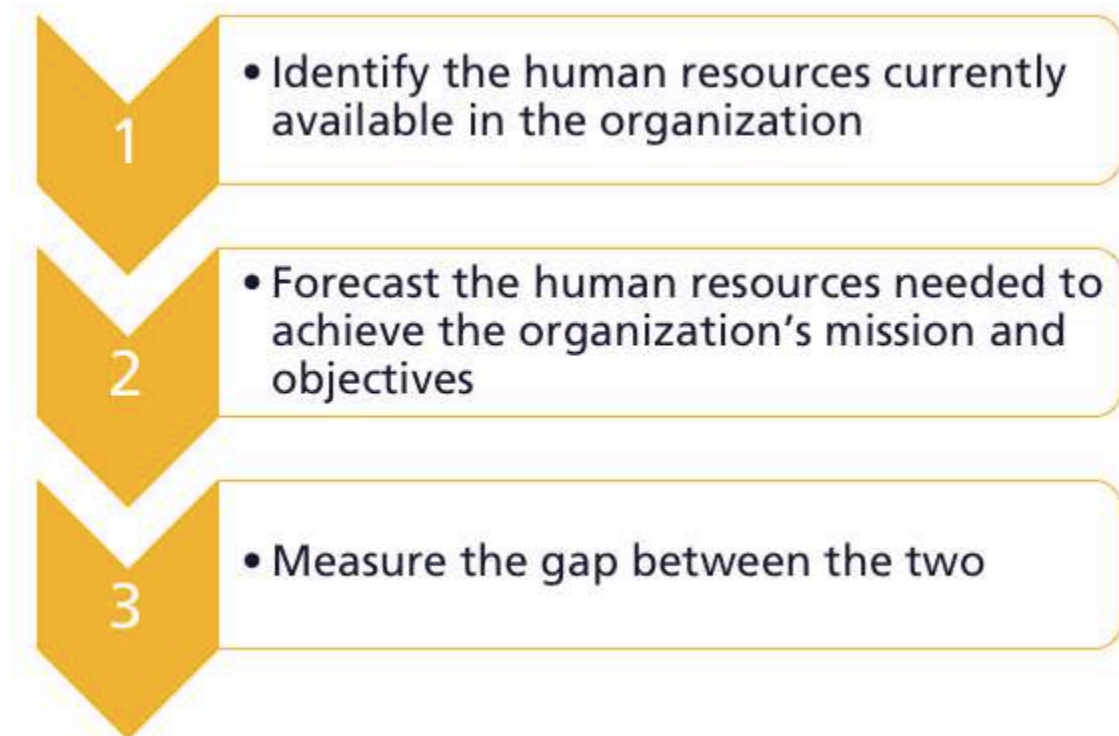 1
• Identify the human resources currently
available in the organization
2
• Forecast the human resources needed to
achieve the organization’s mission and
objectives
3
• Measure the gap between the two